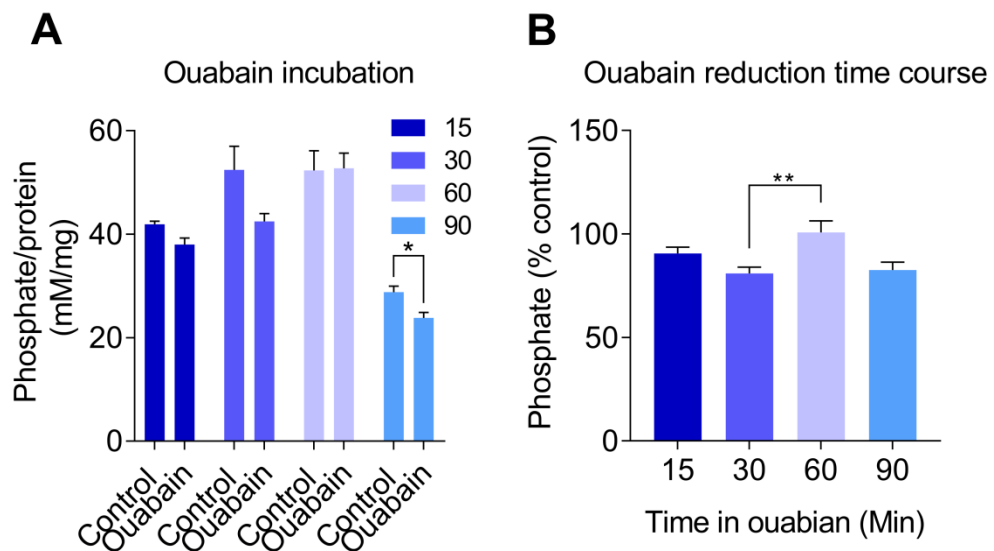 A
Ouabain incubation
Phosphate/protein
(mM/mg)
60
40
20
0
15
30
60
90
*
Control
Ouabain
Control
Ouabain
Control
Ouabain
Control
Ouabain
B
Ouabain reduction time course
Phosphate (% control)
150
100
50
0
**
15 30 60 90
Time in ouabian (Min)